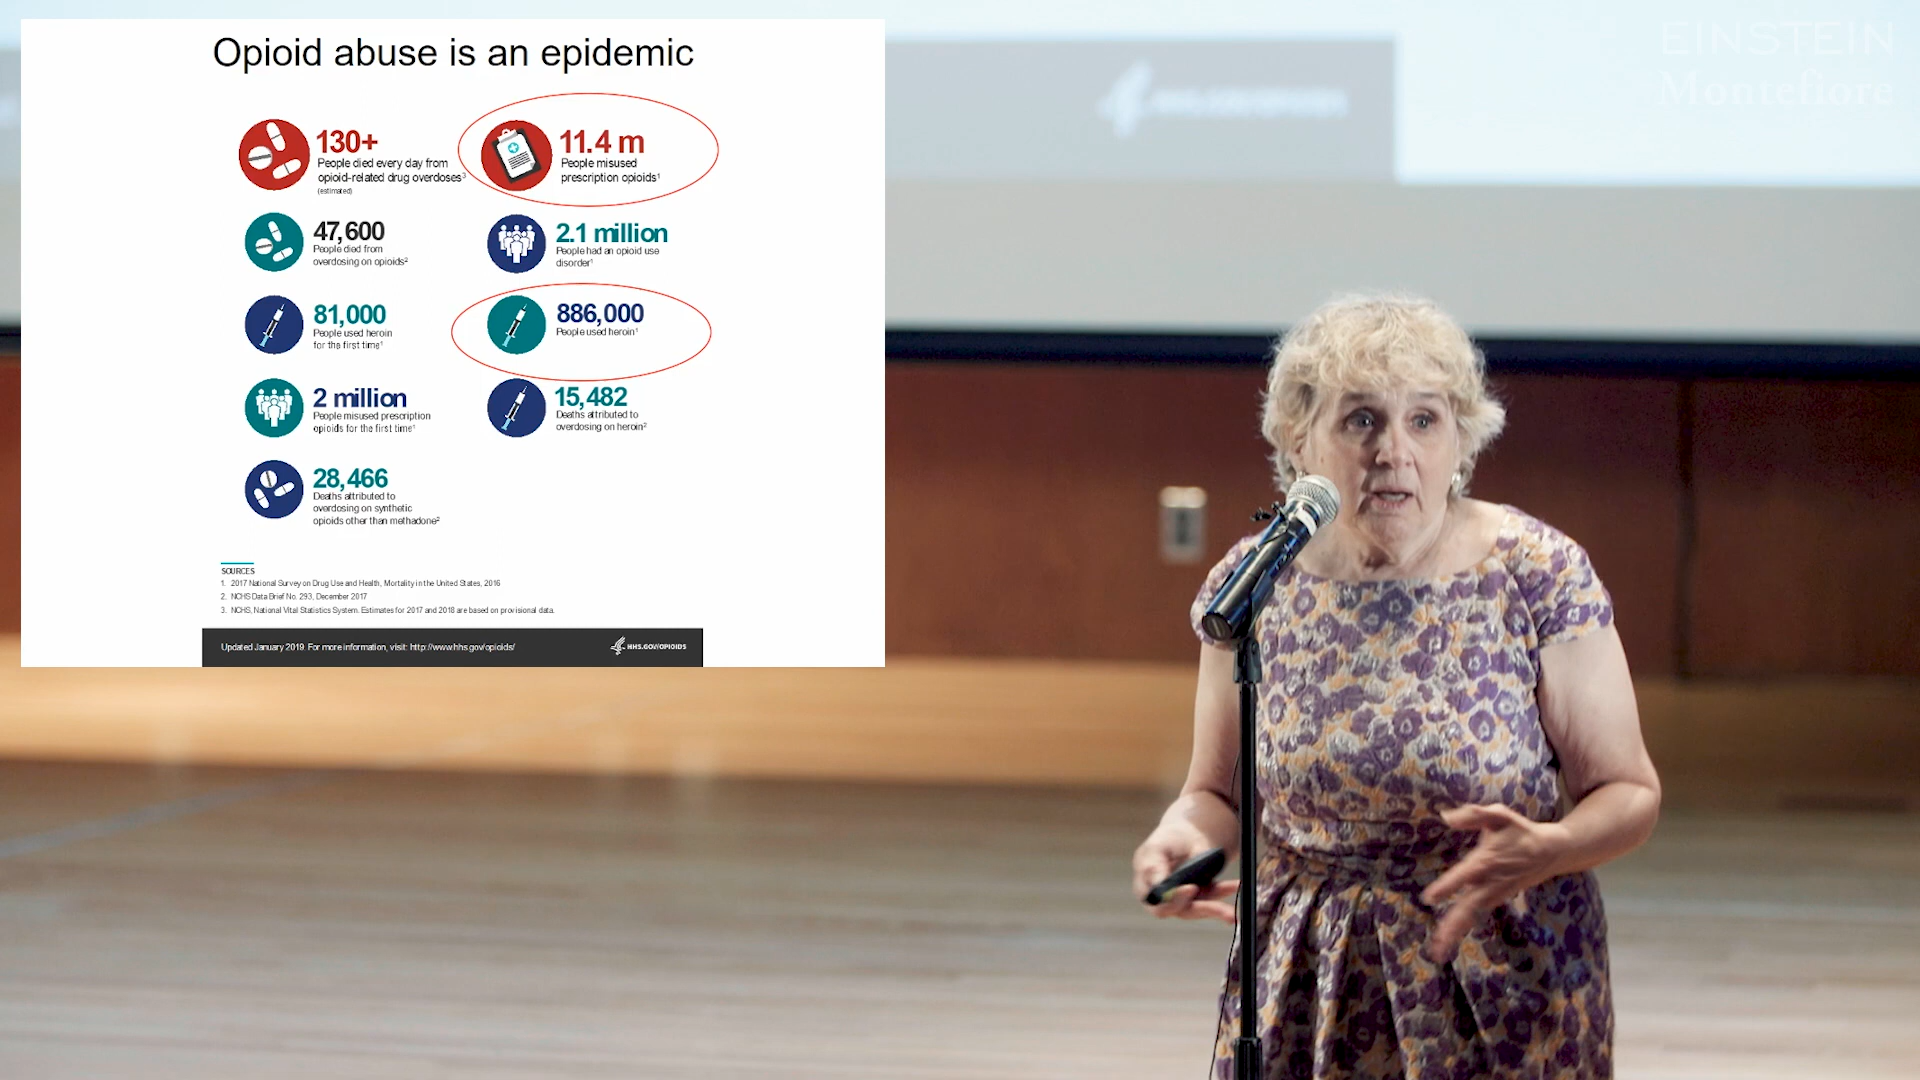 Opioid abuse is an epidemic
130+
People died every day from
opioid-related drug overdoses³
(estimated)
11.4 m
People misused
prescription opioids¹
47,600
People died from
overdosing on opioids²
2.1 million
People had an opioid use
disorder¹
81,000
People used heroin
for the first time¹
886,000
People used heroin¹
2 million
People misused prescription
opioids for the first time¹
15,482
Deaths attributed to
overdosing on heroin²
28,466
Deaths attributed to
overdosing on synthetic
opioids other than methadone²
SOURCES
1. 2017 National Survey on Drug Use and Health, Mortality in the United States, 2016
2. NCHS Data Brief No. 293, December 2017
3. NCHS, National Vital Statistics System. Estimates for 2017 and 2018 are based on provisional data.
Updated January 2019. For more information, visit: http://www.hhs.gov/opioids/
HHS.GOV/OPIOIDS
HHS.GOV/OPIOIDS
EINSTEIN
Montefiore